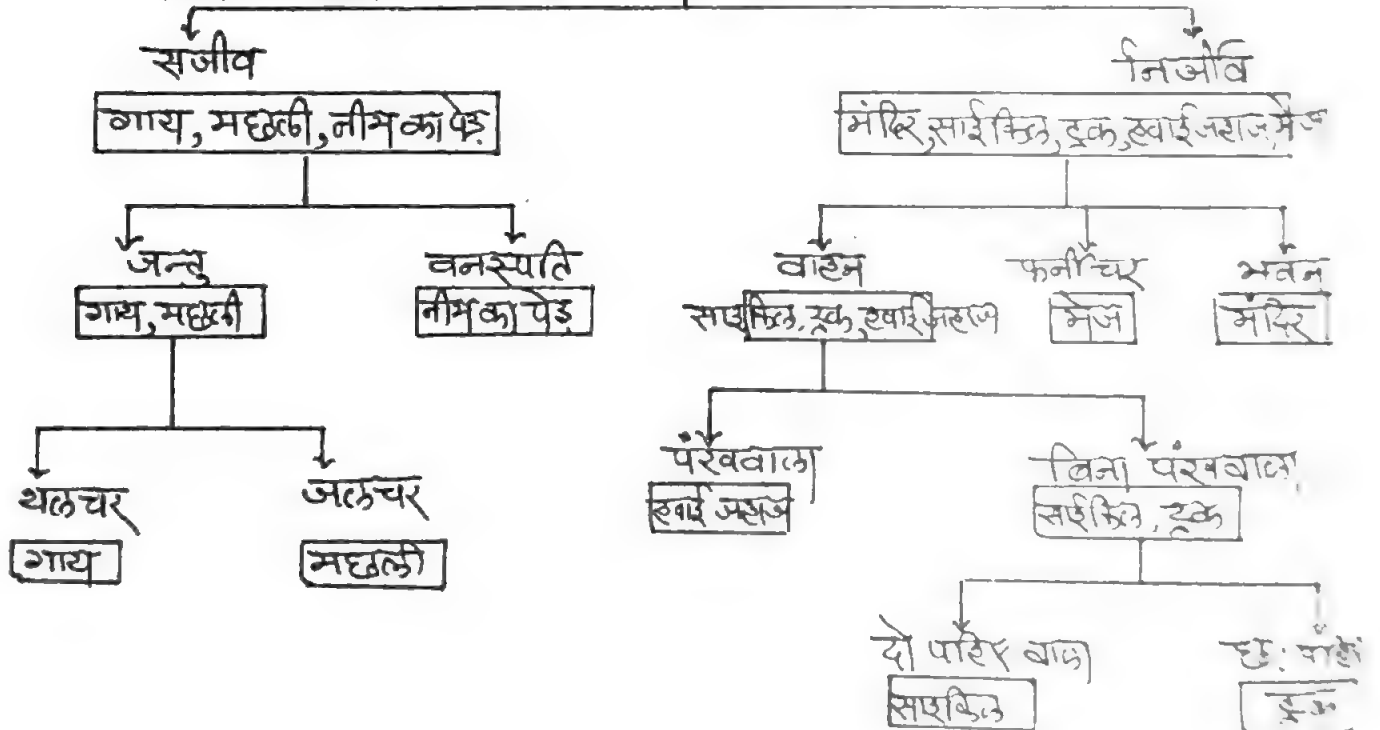 सजीव निर्जीव
गाय, मछली, नीम का पेड़ मंदिर, साईकिल, ट्रक, हवाई जहाज, मेज
जन्तु वनस्पति वाहन फर्नीचर भवन
गाय, मछली नीम का पेड़ साइकिल, ट्रक, हवाई जहाज मेज मंदिर
थलचर जलचर पंखवाला बिना पंखवाला
गाय मछली हवाई जहाज साईकिल, ट्रक
दो पहिए वाला छः
साइकिल ट्रक